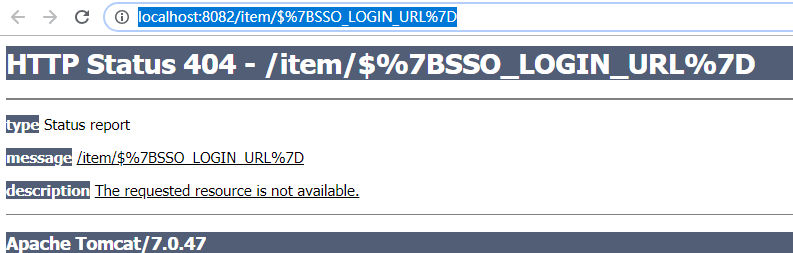 localhost:8082/item/$%7BSSO_LOGIN_URL%7D
HTTP Status 404 - /item/$%7BSSO_LOGIN_URL%7D
type Status report
message /item/$%7BSSO_LOGIN_URL%7D
description The requested resource is not available.
Apache Tomcat/7.0.47